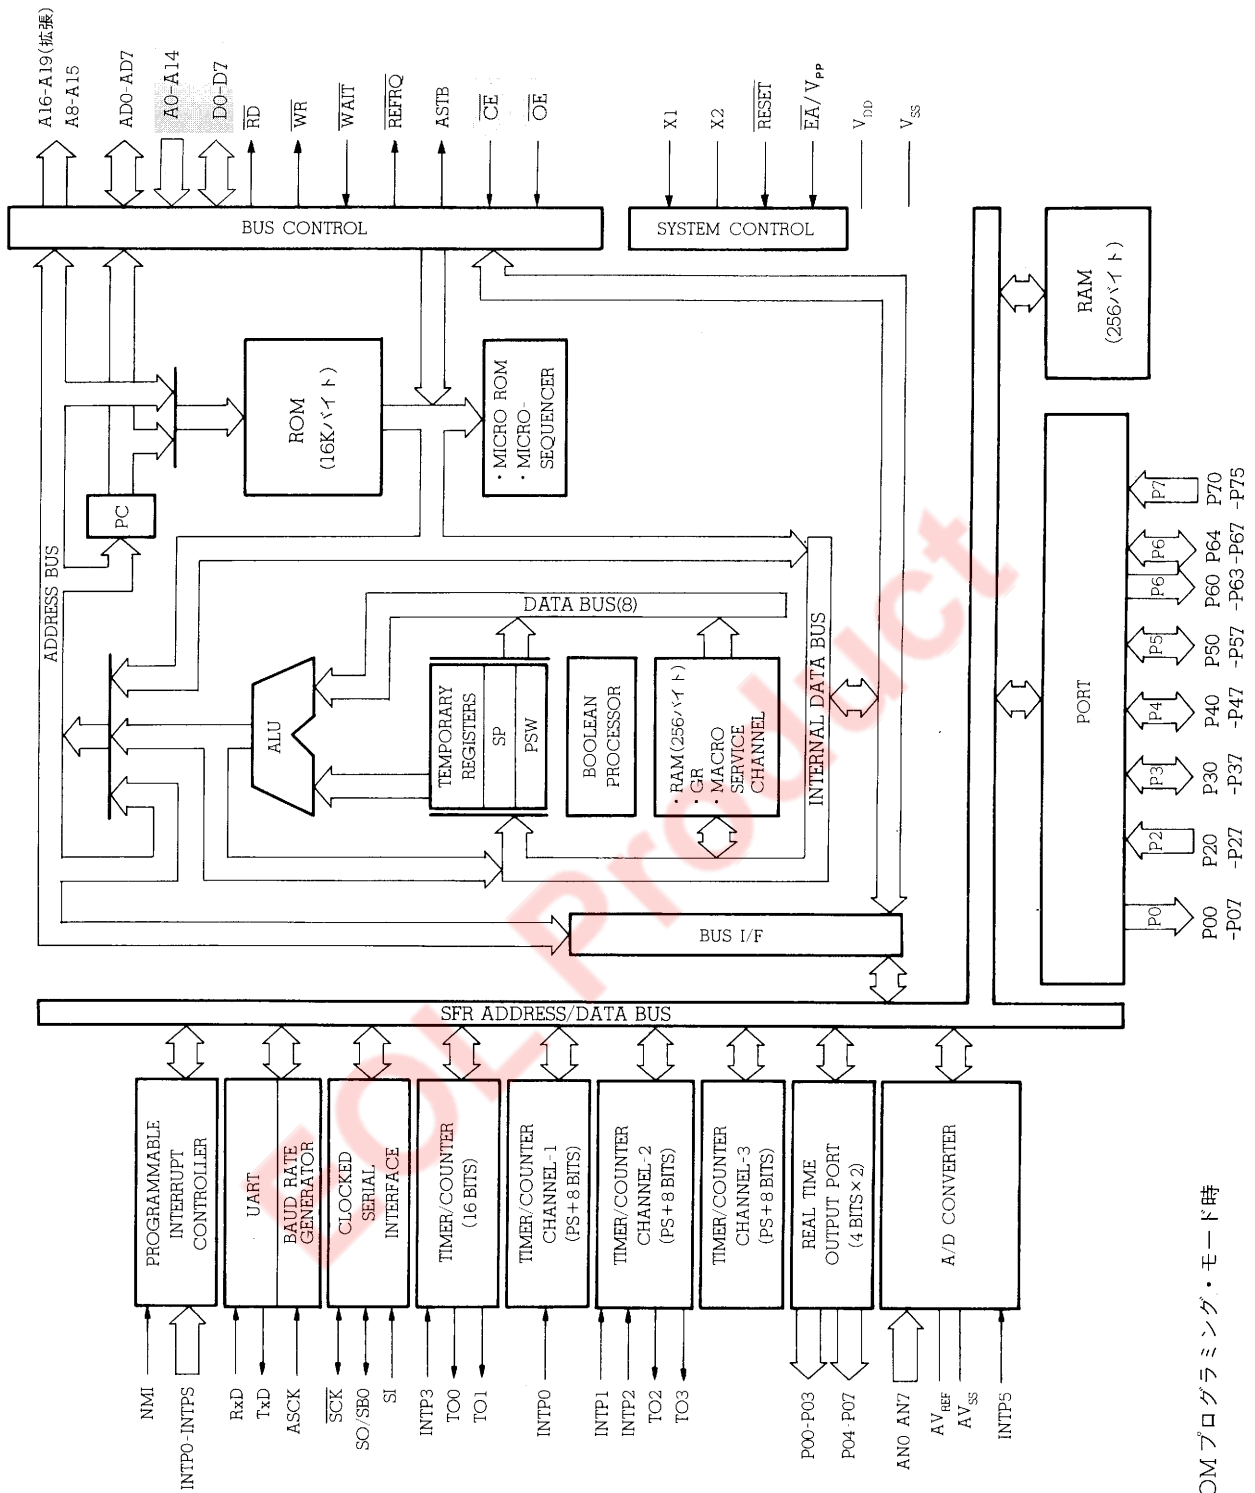 A16-A19(拡張)
A8-A15
AD0-AD7
A0-A14
D0-D7
RD
WR
WAIT
REFRQ
ASTB
CE
OE
X1
X2
RESET
EA/VPP
VDD
VSS
BUS CONTROL
SYSTEM CONTROL
ADDRESS BUS
PC
ROM
(16Kバイト)
・MICRO ROM
・MICRO-
SEQUENCER
RAM
(256バイト)
ALU
DATA BUS(8)
TEMPORARY
REGISTERS
SP
PSW
BOOLEAN
PROCESSOR
・RAM(256バイト)
・GR
・MACRO
SERVICE
CHANNEL
INTERNAL DATA BUS
BUS I/F
PORT
P0
P2
P3
P4
P5
P6
P6
P7
P00
-P07
P20
-P27
P30
-P37
P40
-P47
P50
-P57
P60
-P63
P64
-P67
P70
-P75
SFR ADDRESS/DATA BUS
PROGRAMMABLE
INTERRUPT
CONTROLLER
UART
BAUD RATE
GENERATOR
CLOCKED
SERIAL
INTERFACE
TIMER/COUNTER
(16 BITS)
TIMER/COUNTER
CHANNEL-1
(PS+8 BITS)
TIMER/COUNTER
CHANNEL-2
(PS+8 BITS)
TIMER/COUNTER
CHANNEL-3
(PS+8 BITS)
REAL TIME
OUTPUT PORT
(4 BITS×2)
A/D CONVERTER
NMI
INTP0-INTP5
RxD
TxD
ASCK
SCK
SO/SB0
SI
INTP3
TO0
TO1
INTP0
INTP1
INTP2
TO2
TO3
P00-P03
P04-P07
AN0 AN7
AVREF
AVSS
INTP5
OMプログラミング・モード時
EOL Product